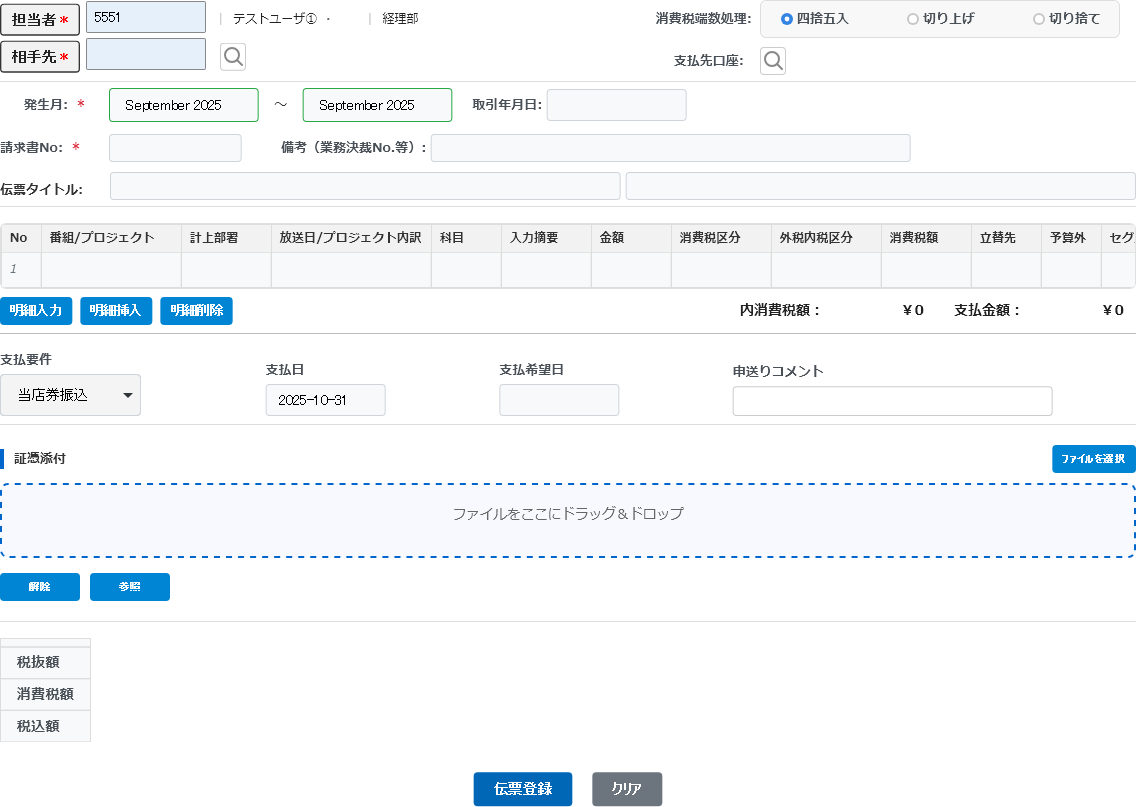 担当者* 5551 | テストユーザ① ・ | 経理部 消費税端数処理: 四捨五入 切り上げ 切り捨て
相手先* 支払先口座:
発生月: * September 2025 ～ September 2025 取引年月日:
請求書No: * 備考（業務決裁No.等）:
伝票タイトル:
No 番組/プロジェクト 計上部署 放送日/プロジェクト内訳 科目 入力摘要 金額 消費税区分 外税内税区分 消費税額 立替先 予算外 セグ
1
明細入力 明細挿入 明細削除 内消費税額： ¥0 支払金額： ¥0
支払要件 支払日 支払希望日 申送りコメント
当店券振込 2025-10-31
証憑添付 ファイルを選択
ファイルをここにドラッグ＆ドロップ
解除 参照
税抜額
消費税額
税込額
伝票登録 クリア